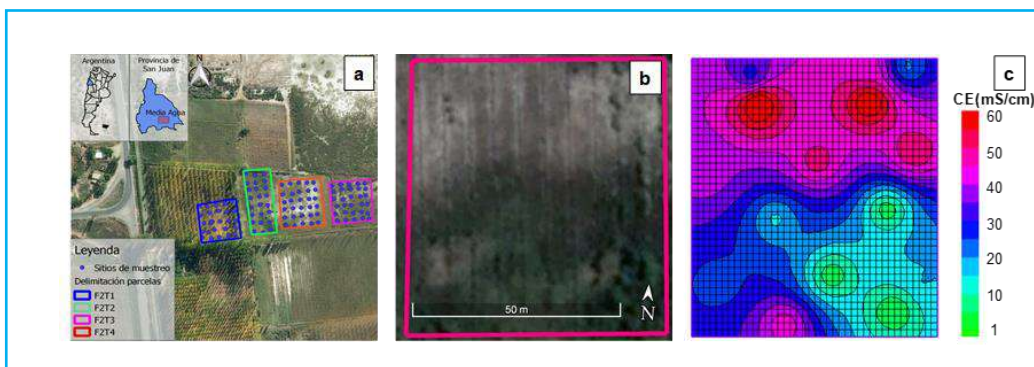 Argentina
Provincia de
San Juan
Media Agua
N
a
Leyenda
Sitios de muestreo
Delimitación parcelas
F2T1
F2T2
F2T3
F2T4
b
50 m
N
c
CE(mS/cm)
60
50
40
30
20
10
1